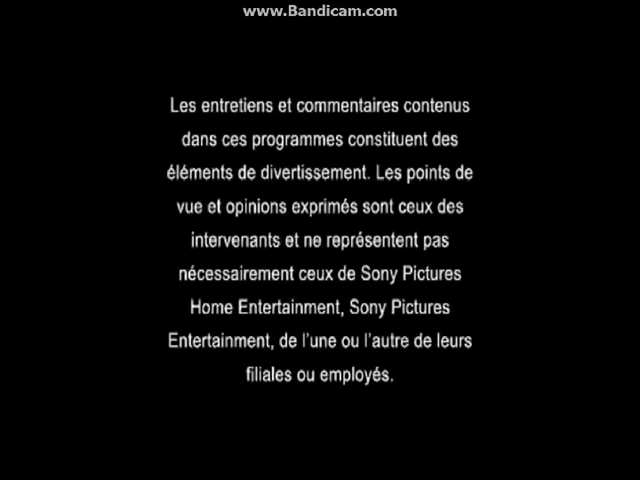 www.Bandicam.com
Les entretiens et commentaires contenus
dans ces programmes constituent des
éléments de divertissement. Les points de
vue et opinions exprimés sont ceux des
intervenants et ne représentent pas
nécessairement ceux de Sony Pictures
Home Entertainment, Sony Pictures
Entertainment, de l'une ou l'autre de leurs
filiales ou employés.